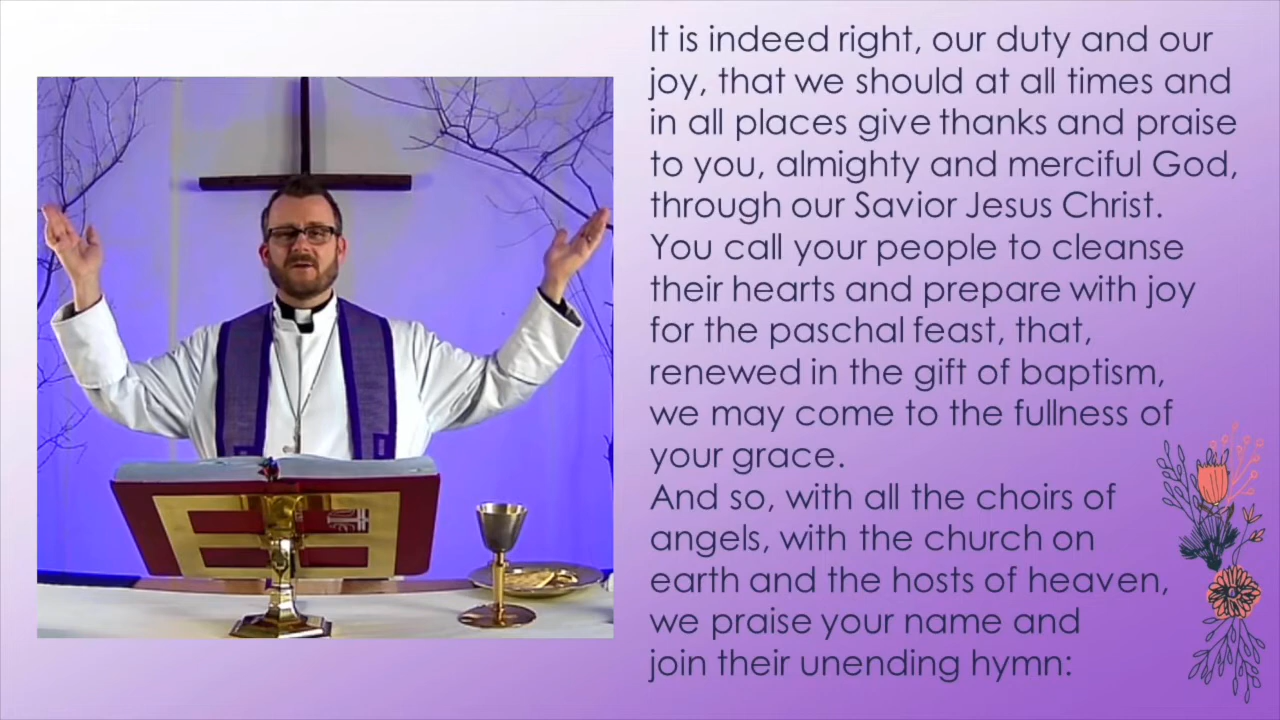 It is indeed right, our duty and our
joy, that we should at all times and
in all places give thanks and praise
to you, almighty and merciful God,
through our Savior Jesus Christ.
You call your people to cleanse
their hearts and prepare with joy
for the paschal feast, that,
renewed in the gift of baptism,
we may come to the fullness of
your grace.
And so, with all the choirs of
angels, with the church on
earth and the hosts of heaven,
we praise your name and
join their unending hymn: